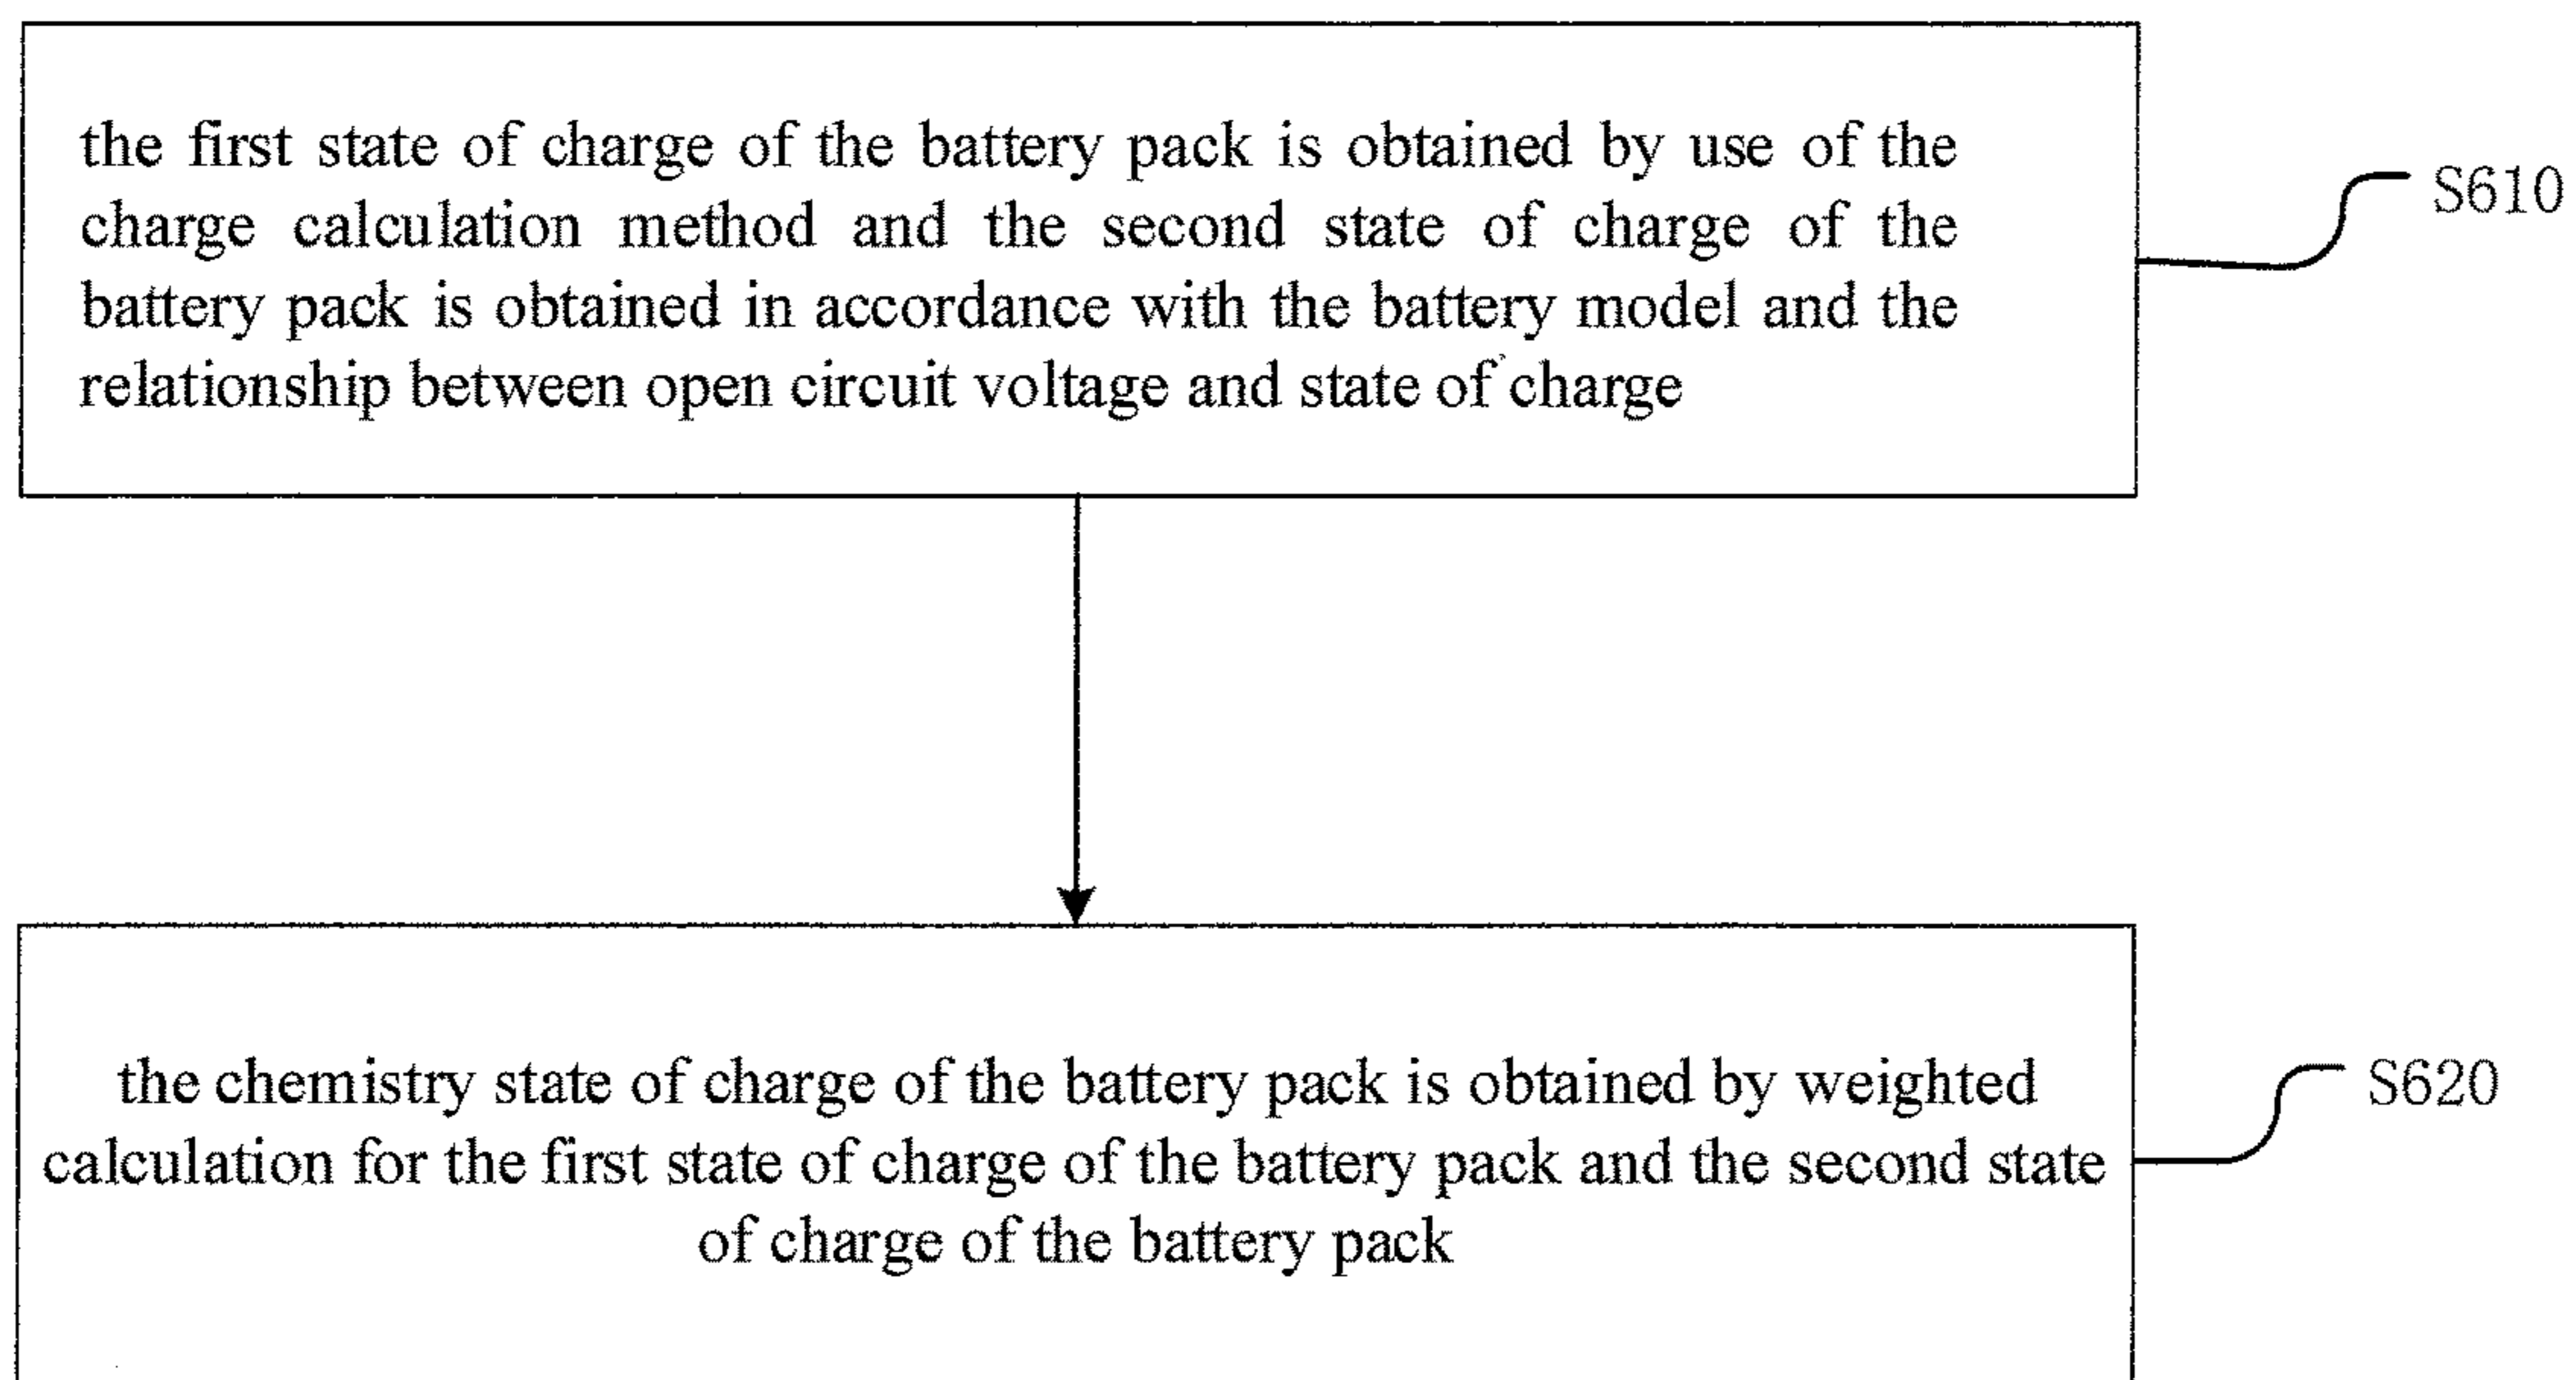 the first state of charge of the battery pack is obtained by use of the
charge calculation method and the second state of charge of the
battery pack is obtained in accordance with the battery model and the
relationship between open circuit voltage and state of charge
S610
the chemistry state of charge of the battery pack is obtained by weighted
calculation for the first state of charge of the battery pack and the second state
of charge of the battery pack
S620